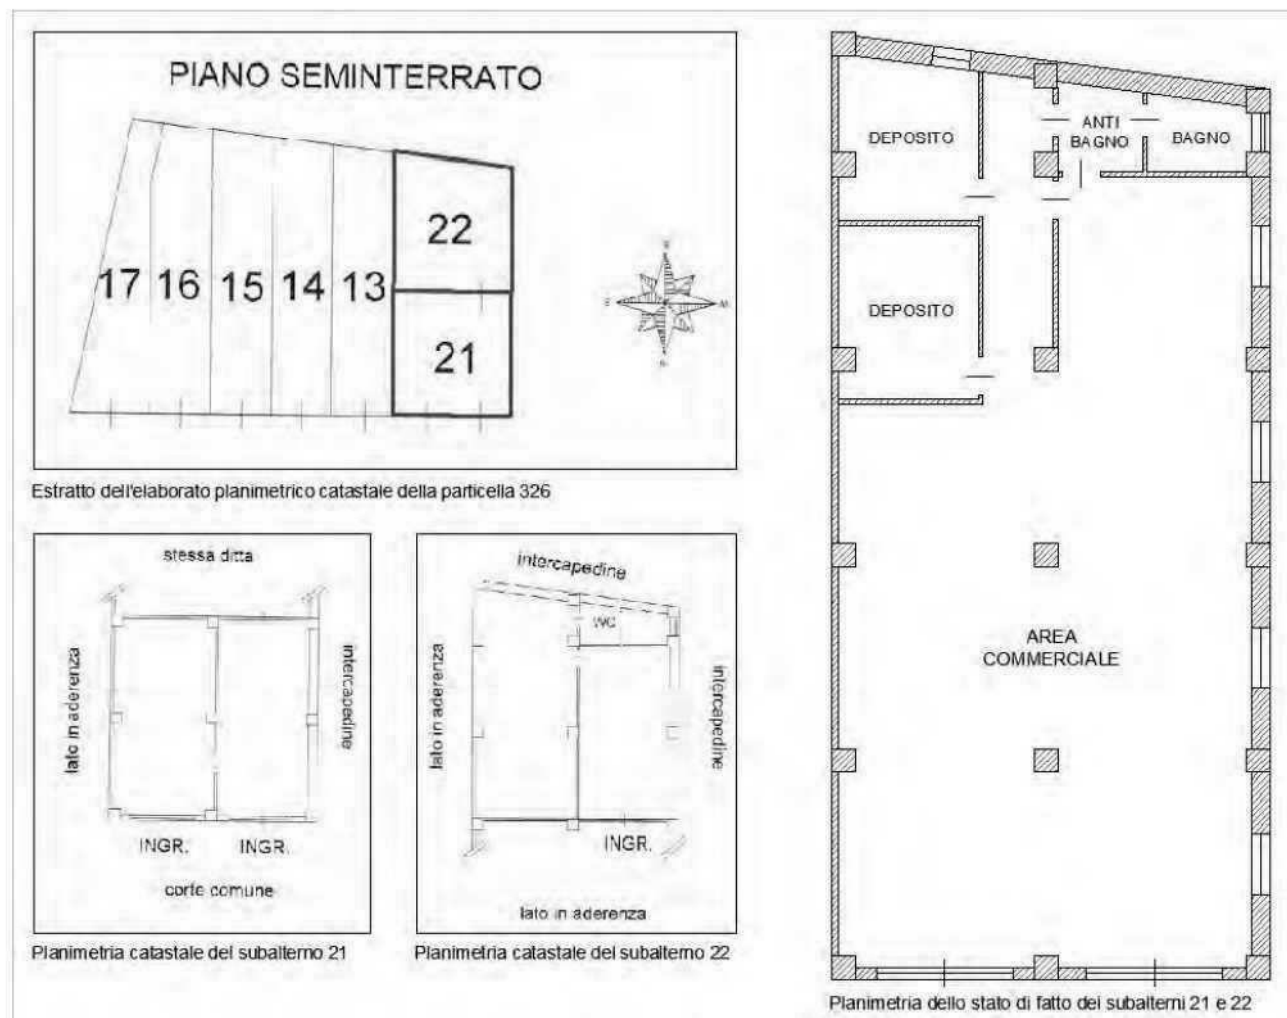 PIANO SEMINTERRATO
22
17 16 15 14 13
21
Estratto dell'elaborato planimetrico catastale della particella 326
stessa ditta
lato in aderenza
intercapedine
INGR. INGR.
corte comune
Planimetria catastale del subalterno 21
intercapedine
WC
lato in aderenza
intercapedine
INGR.
lato in aderenza
Planimetria catastale del subalterno 22
DEPOSITO
ANTI
BAGNO
BAGNO
DEPOSITO
AREA
COMMERCIALE
Planimetria dello stato di fatto dei subalterni 21 e 22